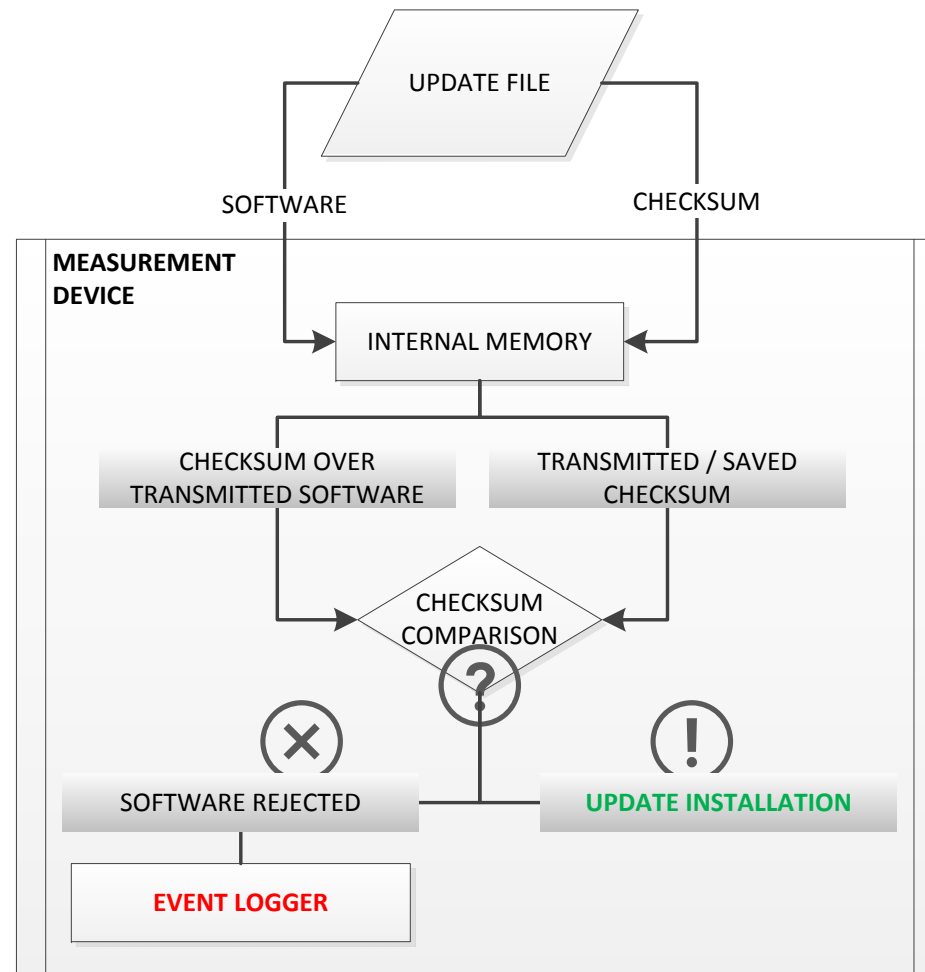 UPDATE FILE
SOFTWARE
CHECKSUM
MEASUREMENT
DEVICE
INTERNAL MEMORY
CHECKSUM OVER
TRANSMITTED SOFTWARE
TRANSMITTED / SAVED
CHECKSUM
CHECKSUM
COMPARISON
?
!
SOFTWARE REJECTED
UPDATE INSTALLATION
EVENT LOGGER